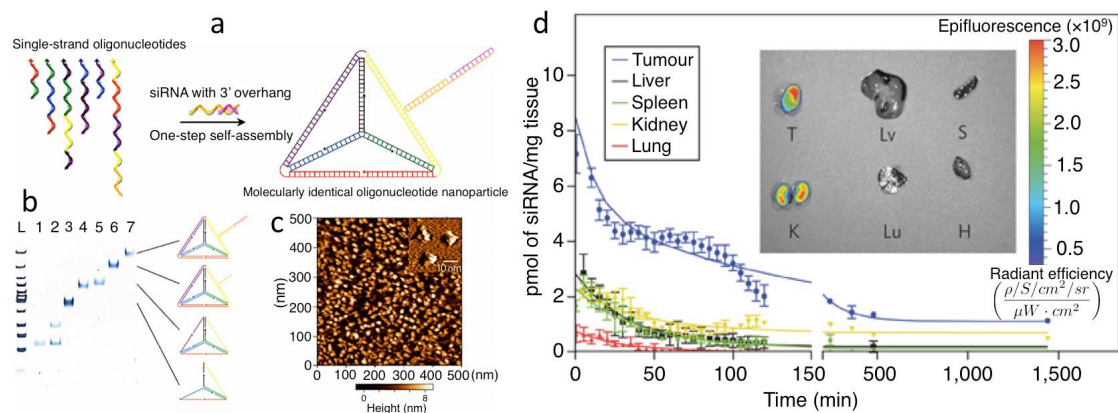 a
Single-strand oligonucleotides
siRNA with 3' overhang
One-step self-assembly
Molecularly identical oligonucleotide nanoparticle
b
L 1 2 3 4 5 6 7
c
500
400
300
(nm)
200
100
0
0 100 200 300 400 500 (nm)
10 nm
0 8
Height (nm)
d
pmol of siRNA/mg tissue
10
8
6
4
2
0
0 50 100 150 500 1,000 1,500
Time (min)
Tumour
Liver
Spleen
Kidney
Lung
T Lv S
K Lu H
Epifluorescence (×10⁹)
3.0
2.5
2.0
1.5
1.0
0.5
Radiant efficiency
(ρ/S/cm²/sr / μW · cm²)